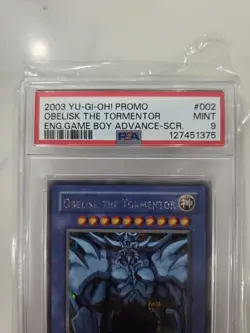 2003 YU-GI-OH! PROMO #002
OBELISK THE TORMENTOR MINT
ENG.GAME BOY ADVANCE-SCR. 9
PSA 127451375
OBELISK THE TORMENTOR 神